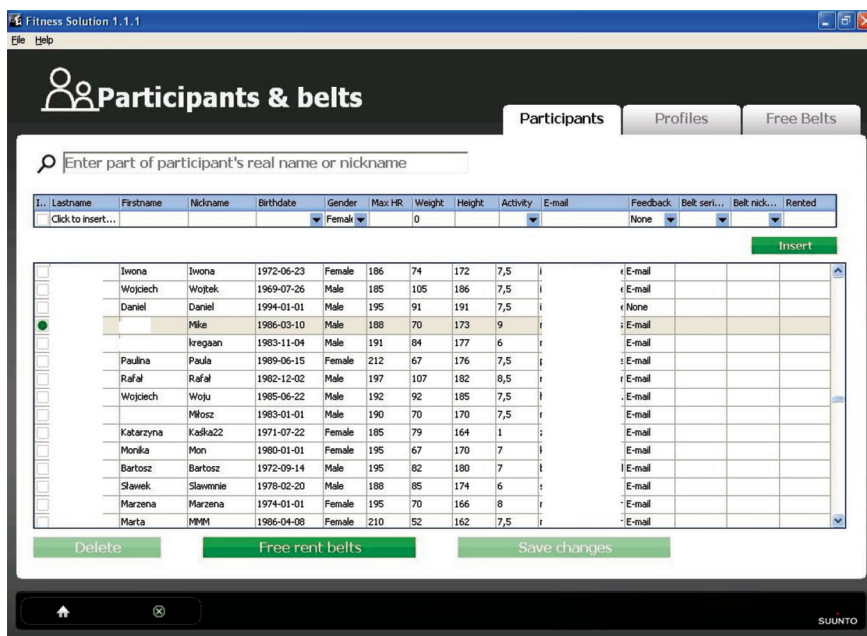 Fitness Solution 1.1.1
File Help
Participants & belts
Participants Profiles Free Belts
Enter part of participant's real name or nickname
I.. Lastname Firstname Nickname Birthdate Gender Max HR Weight Height Activity E-mail Feedback Belt seri... Belt nick... Rented
Click to insert... Female 0 None
Insert
Iwona Iwona 1972-06-23 Female 186 74 172 7,5 E-mail
Wojciech Wojtek 1969-07-26 Male 185 105 186 7,5 E-mail
Daniel Daniel 1994-01-01 Male 195 91 191 7,5 None
Mike 1986-03-10 Male 188 70 173 9 E-mail
kregaan 1983-11-04 Male 191 84 177 6 E-mail
Paulina Paula 1989-06-15 Female 212 67 176 7,5 E-mail
Rafał Rafał 1982-12-02 Male 197 107 182 8,5 E-mail
Wojciech Woju 1985-06-22 Male 192 92 185 7,5 E-mail
Miłosz 1983-01-01 Male 190 70 170 7,5 E-mail
Katarzyna Kaśka22 1971-07-22 Female 185 79 164 1 E-mail
Monika Mon 1980-01-01 Female 195 67 170 7 E-mail
Bartosz Bartosz 1972-09-14 Male 195 82 180 7 E-mail
Sławek Slawmnie 1978-02-20 Male 188 85 174 6 E-mail
Marzena Marzena 1974-01-01 Female 195 70 166 8 E-mail
Marta MMM 1986-04-08 Female 210 52 162 7,5 E-mail
Delete Free rent belts Save changes
SUUNTO